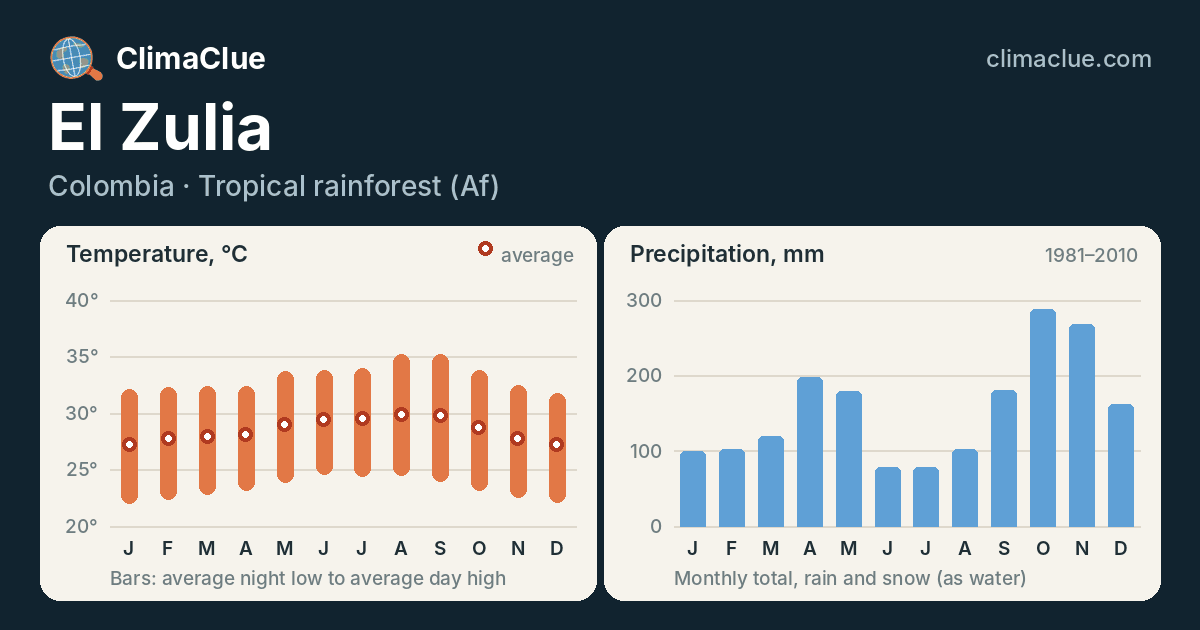 ClimaClue
climaclue.com
El Zulia
Colombia · Tropical rainforest (Af)
Temperature, °C
average
40°
35°
30°
25°
20°
J F M A M J J A S O N D
Bars: average night low to average day high
Precipitation, mm
1981–2010
300
200
100
0
J F M A M J J A S O N D
Monthly total, rain and snow (as water)